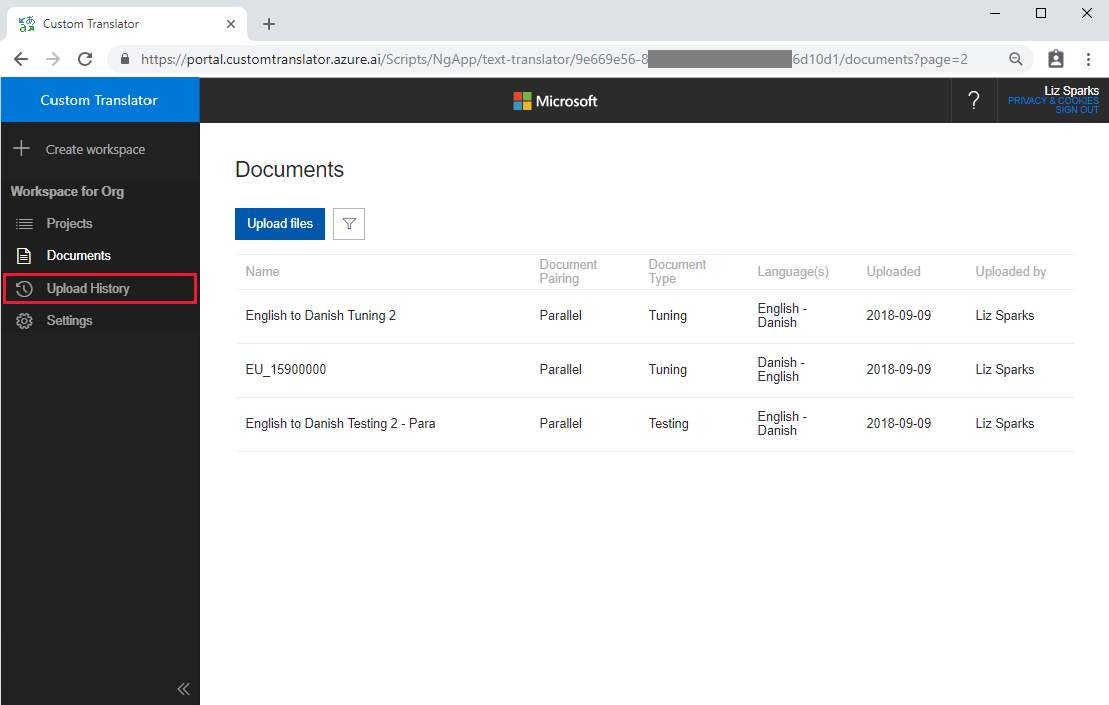 Custom Translator
https://portal.customtranslator.azure.ai/Scripts/NgApp/text-translator/9e669e56-8 6d10d1/documents?page=2
Custom Translator
Microsoft
?
Liz Sparks
PRIVACY & COOKIES
SIGN OUT
Create workspace
Workspace for Org
Projects
Documents
Upload History
Settings
Documents
Upload files
Name Document Pairing Document Type Language(s) Uploaded Uploaded by
English to Danish Tuning 2 Parallel Tuning English - Danish 2018-09-09 Liz Sparks
EU_15900000 Parallel Tuning Danish - English 2018-09-09 Liz Sparks
English to Danish Testing 2 - Para Parallel Testing English - Danish 2018-09-09 Liz Sparks